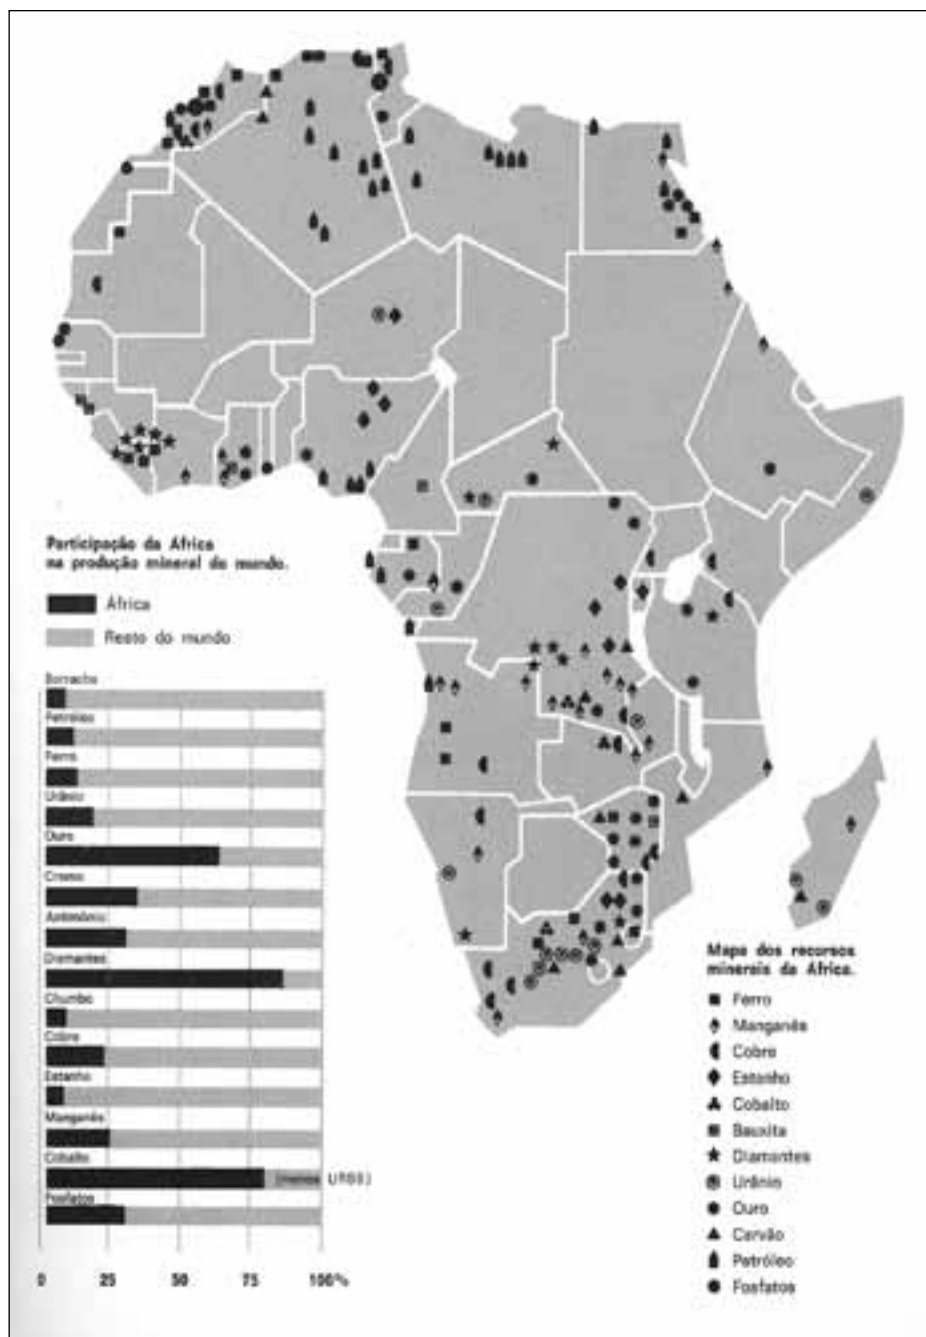 Participação da África
na produção mineral do mundo.
África
Resto do mundo
Borracha
Petróleo
Ferro
Urânio
Ouro
Cromo
Antimônio
Diamantes
Chumbo
Cobre
Estanho
Manganês
Cobalto
(menos URSS)
Fosfatos
0 25 50 75 100%
Mapa dos recursos
minerais da África.
Ferro
Manganês
Cobre
Estanho
Cobalto
Bauxita
Diamantes
Urânio
Ouro
Carvão
Petróleo
Fosfatos